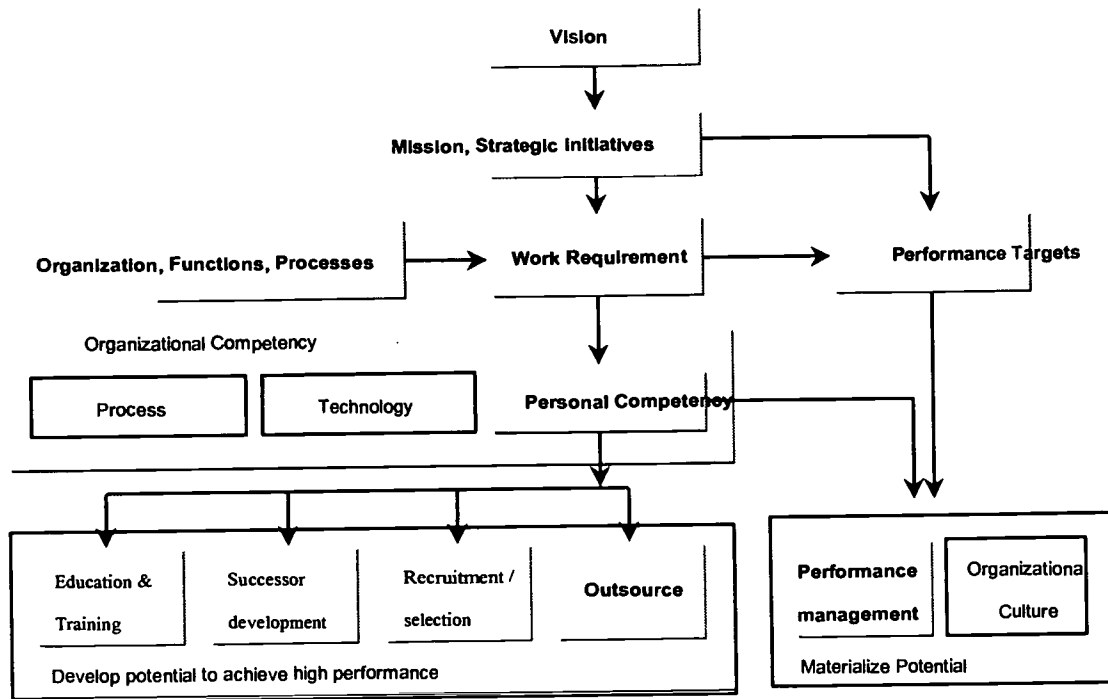 Vision
Mission, Strategic Initiatives
Organization, Functions, Processes
Work Requirement
Performance Targets
Organizational Competency
Process
Technology
Personal Competency
Education &
Training
Successor
development
Recruitment /
selection
Outsource
Develop potential to achieve high performance
Performance
management
Organizationa
Culture
Materialize Potential